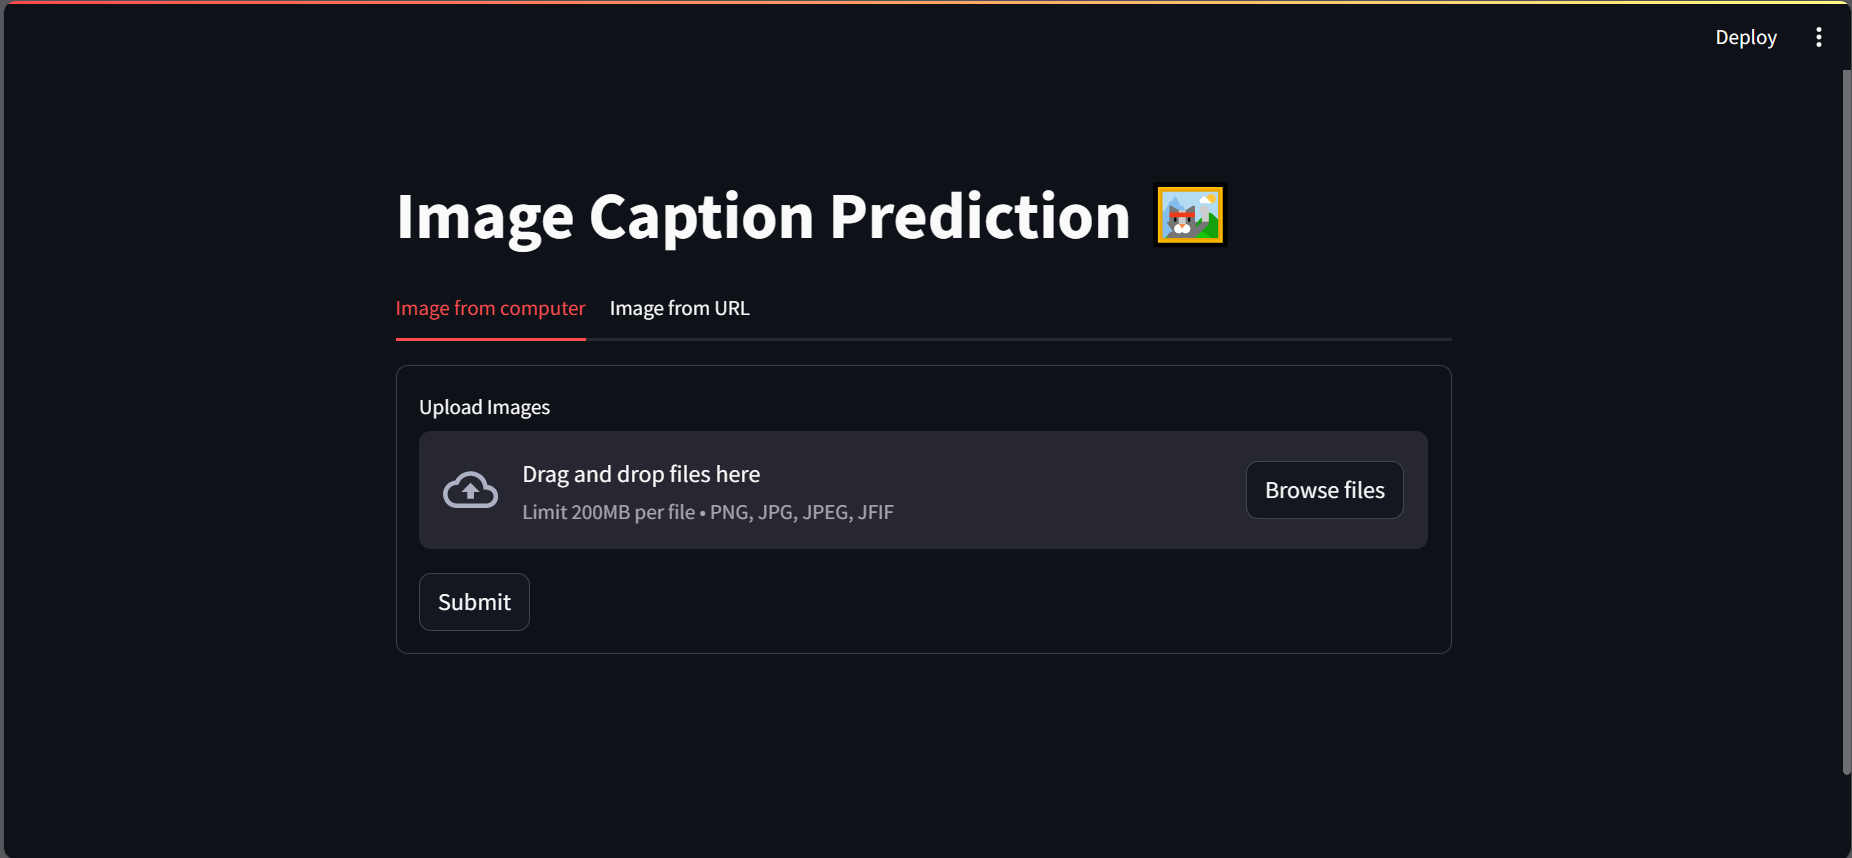 Deploy
Image Caption Prediction
Image from computer
Image from URL
Upload Images
Drag and drop files here
Limit 200MB per file • PNG, JPG, JPEG, JFIF
Browse files
Submit